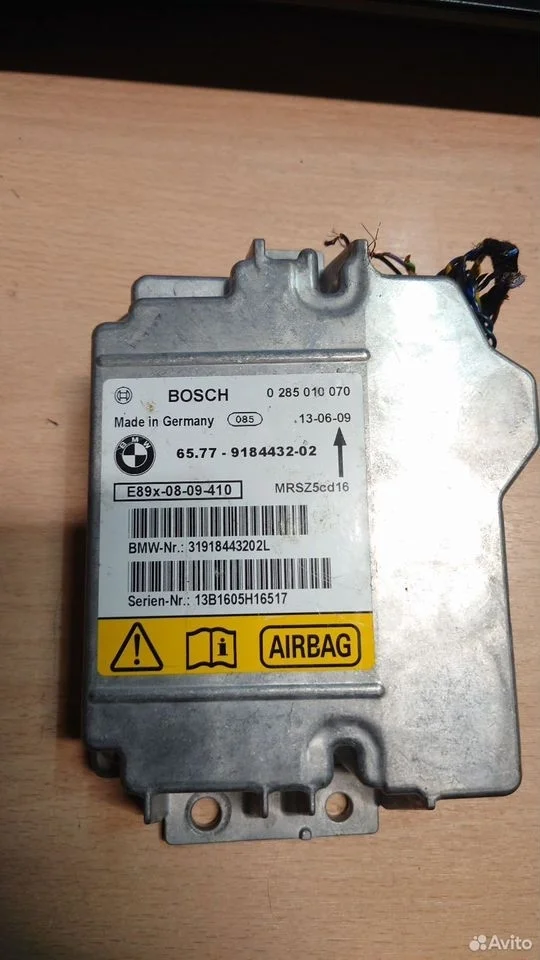 BOSCH 0 285 010 070
Made in Germany 085 13-06-09
BMW 65.77 - 9184432-02
E89x-08-09-410 MRSZ5cd16
BMW-Nr.: 31918443202L
Serien-Nr.: 13B1605H16517
! i AIRBAG
Avito